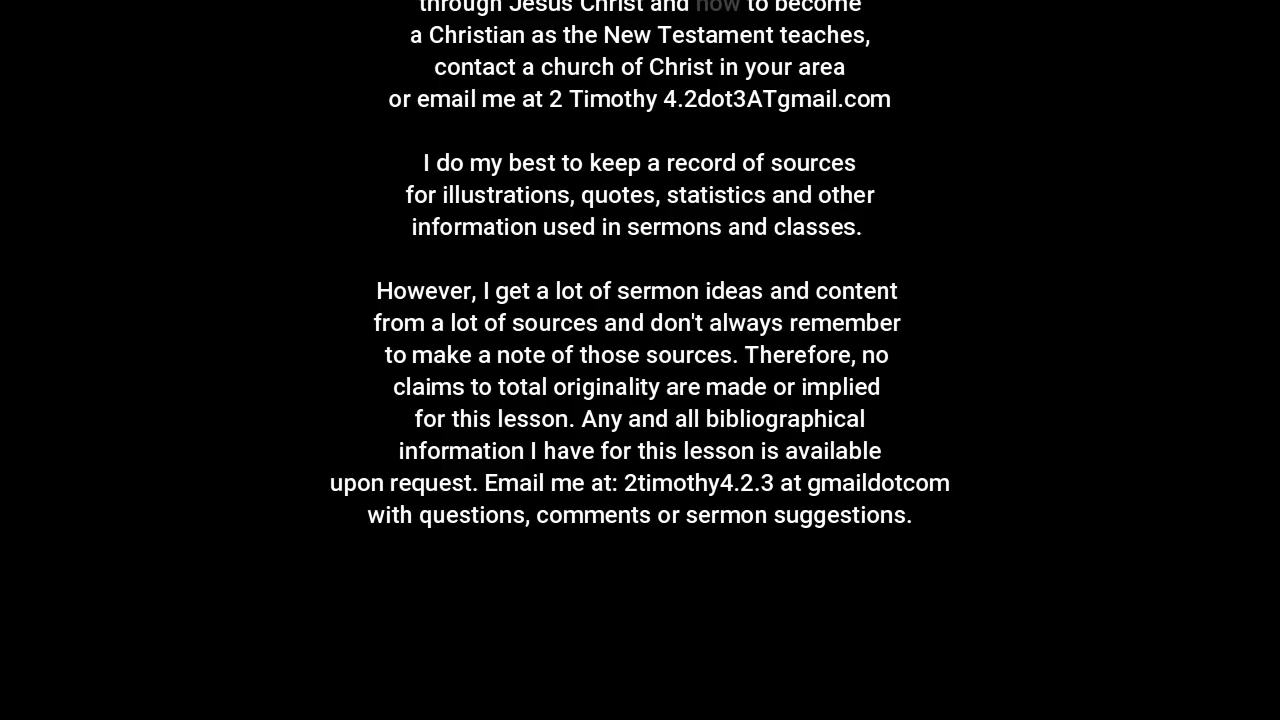 through Jesus Christ and how to become
a Christian as the New Testament teaches,
contact a church of Christ in your area
or email me at 2 Timothy 4.2dot3ATgmail.com
I do my best to keep a record of sources
for illustrations, quotes, statistics and other
information used in sermons and classes.
However, I get a lot of sermon ideas and content
from a lot of sources and don't always remember
to make a note of those sources. Therefore, no
claims to total originality are made or implied
for this lesson. Any and all bibliographical
information I have for this lesson is available
upon request. Email me at: 2timothy4.2.3 at gmaildotcom
with questions, comments or sermon suggestions.